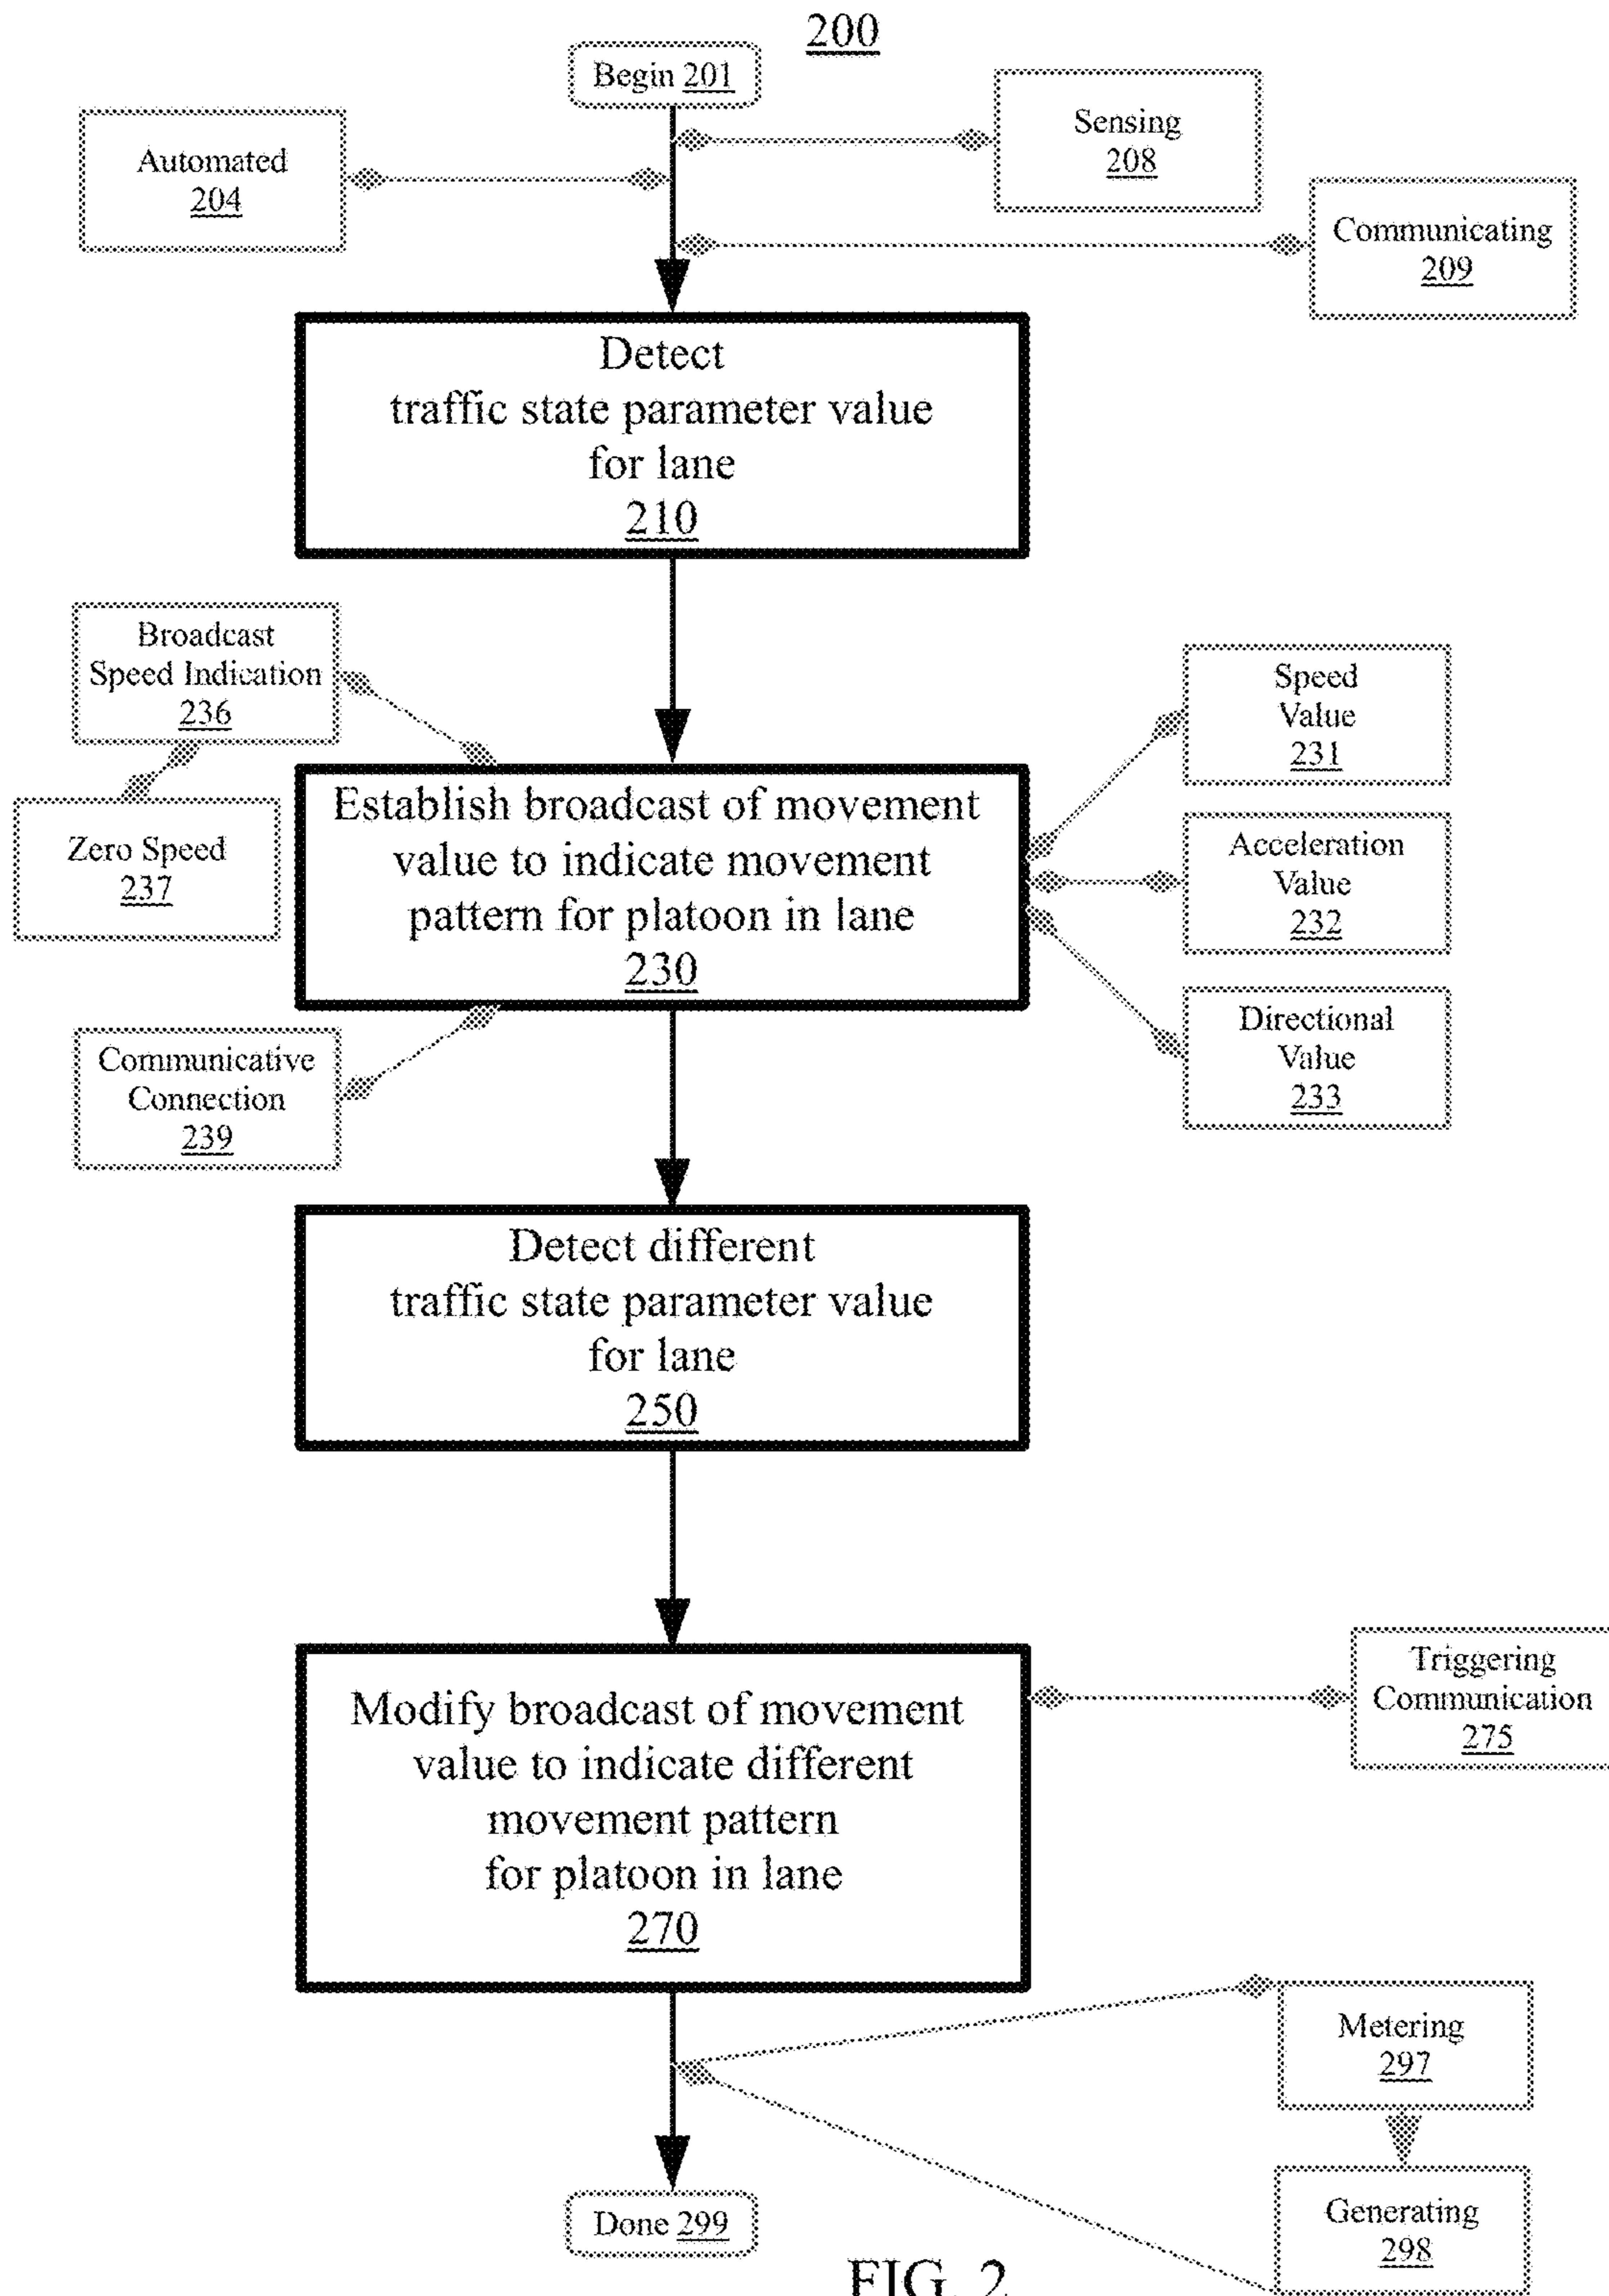 200
Begin 201
Automated
204
Sensing
208
Communicating
209
Detect
traffic state parameter value
for lane
210
Broadcast
Speed Indication
236
Zero Speed
237
Speed
Value
231
Acceleration
Value
232
Directional
Value
233
Establish broadcast of movement
value to indicate movement
pattern for platoon in lane
230
Communicative
Connection
239
Detect different
traffic state parameter value
for lane
250
Modify broadcast of movement
value to indicate different
movement pattern
for platoon in lane
270
Triggering
Communication
275
Metering
297
Generating
298
Done 299
FIG. 2